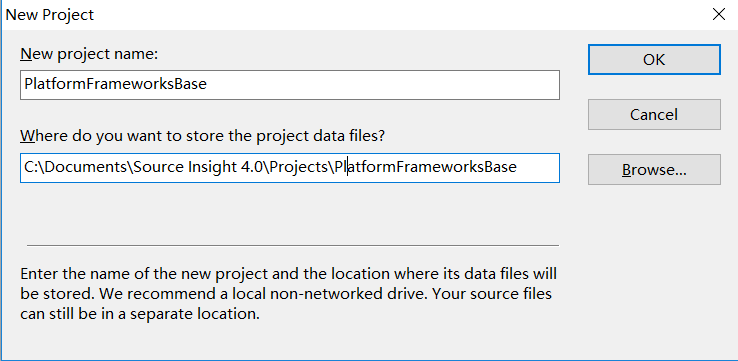 New Project
New project name:
OK
PlatformFrameworksBase
Cancel
Where do you want to store the project data files?
C:\Documents\Source Insight 4.0\Projects\PlatformFrameworksBase
Browse...
Enter the name of the new project and the location where its data files will
be stored. We recommend a local non-networked drive. Your source files
can still be in a separate location.